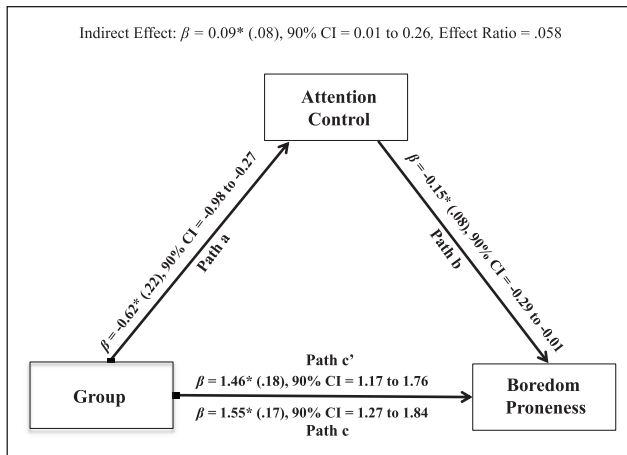 Indirect Effect: β = 0.09* (.08), 90% CI = 0.01 to 0.26, Effect Ratio = .058
Attention
Control
β = -0.62* (.22), 90% CI = -0.98 to -0.27
Path a
β = -0.15* (.08), 90% CI = -0.29 to -0.01
Path b
Group
Path c'
β = 1.46* (.18), 90% CI = 1.17 to 1.76
β = 1.55* (.17), 90% CI = 1.27 to 1.84
Path c
Boredom
Proneness